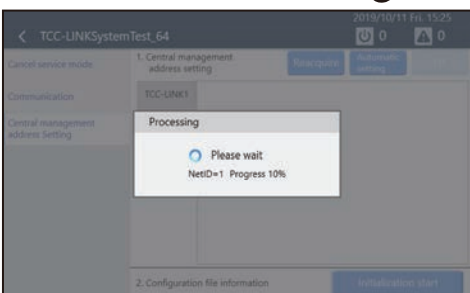 2019/10/11 Fri. 15:25
TCC-LINKSystemTest_64
0
0
Cancel service mode
1. Central management
address setting
Reacquire
Automatic
setting
Communication
TCC-LINK1
Central management
address Setting
Processing
Please wait
NetID=1 Progress 10%
2. Configuration file information
Initialization start